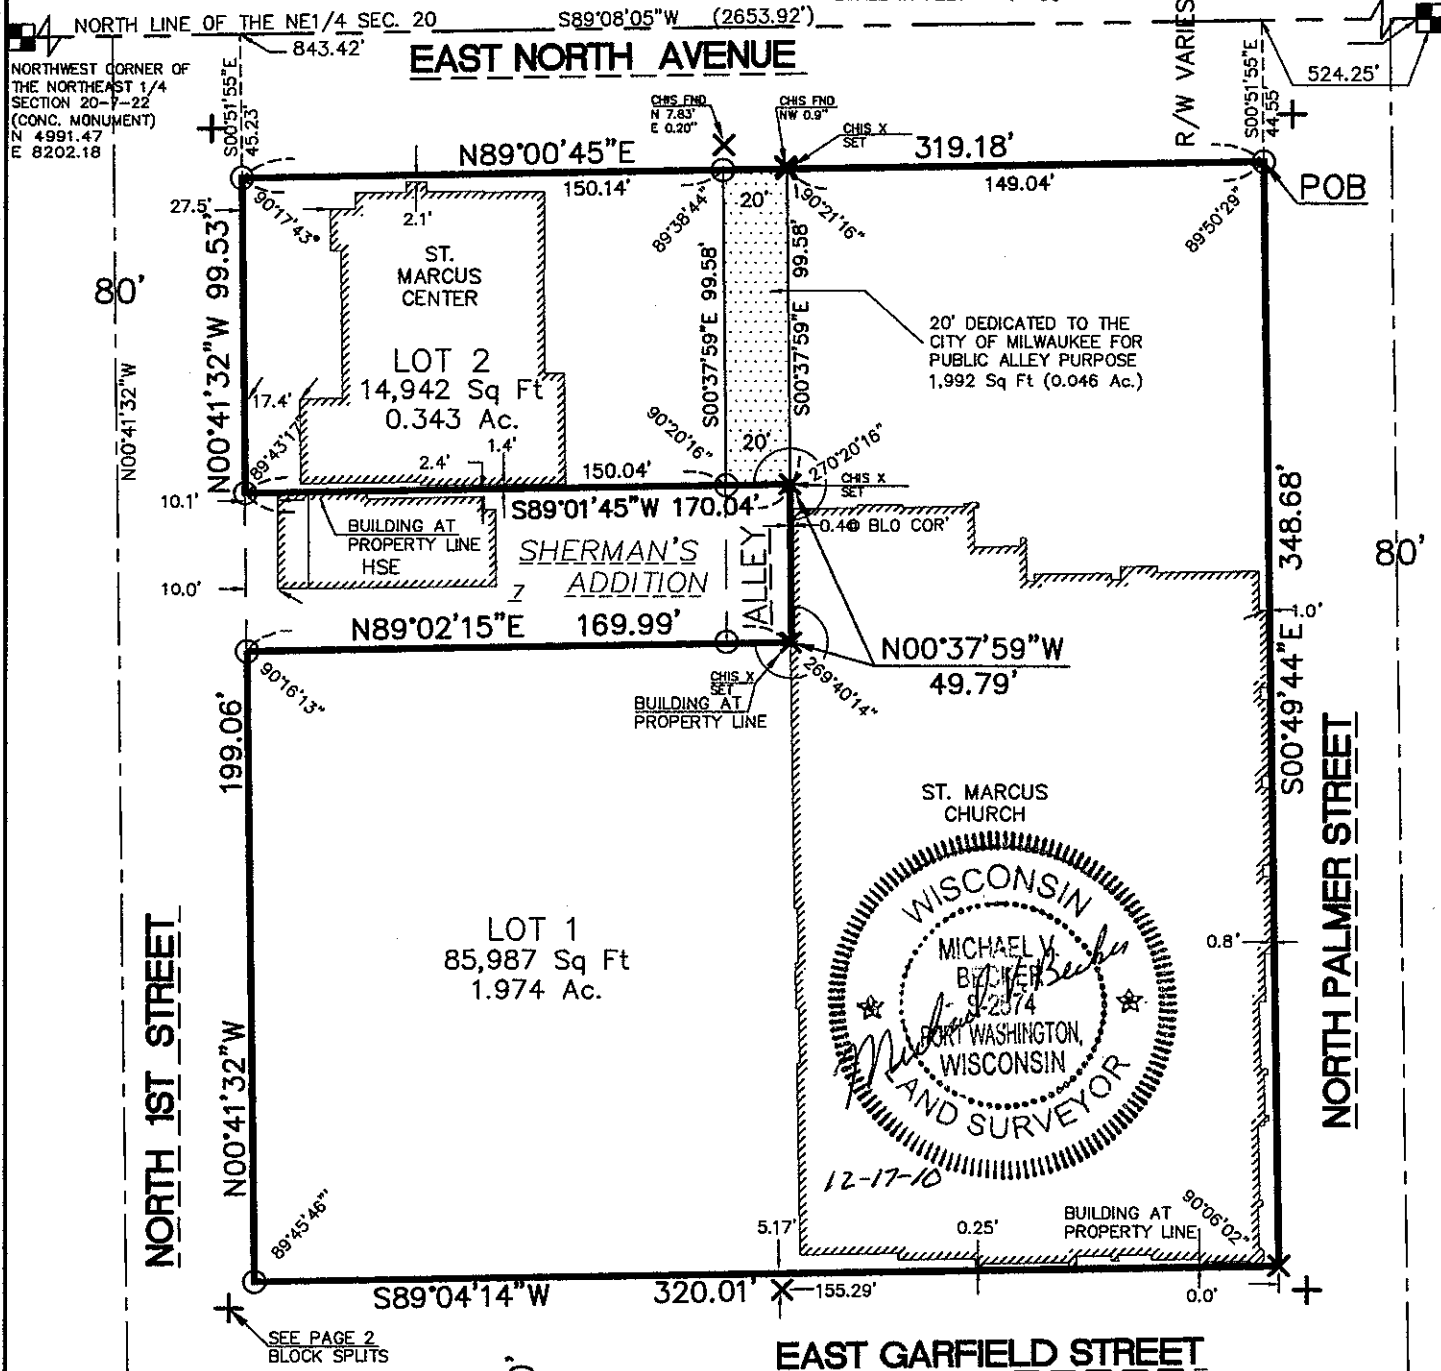 NORTH LINE OF THE NE1/4 SEC. 20
S89°08'05"W (2653.92')
843.42'
EAST NORTH AVENUE
R/W VARIES
524.25'
NORTHWEST CORNER OF
THE NORTHEAST 1/4
SECTION 20-7-22
(CONC. MONUMENT)
N 4991.47
E 8202.18
S00°51'55"E
45.23'
CHIS FND
N 7.83'
E 0.20"
CHIS FND
NW 0.9"
CHIS X
SET
S00°51'55"E
44.55'
N89°00'45"E
319.18'
150.14'
149.04'
POB
27.5'
90°17'43"
2.1'
89°38'44"
20'
90°21'16"
89°50'29"
80'
N00°41'32"W 99.53'
ST.
MARCUS
CENTER
S00°37'59"E 99.58'
S00°37'59"E 99.58'
20' DEDICATED TO THE
CITY OF MILWAUKEE FOR
PUBLIC ALLEY PURPOSE
1,992 Sq Ft (0.046 Ac.)
N00°41'32"W
LOT 2
14,942 Sq Ft
0.343 Ac.
17.4'
89°43'17"
2.4'
1.4'
150.04'
90°20'16"
20'
270°20'16"
CHIS X
SET
10.1'
S89°01'45"W 170.04'
0.4@ BLO COR'
BUILDING AT
PROPERTY LINE
HSE
SHERMAN'S
ADDITION
ALLEY
348.68'
80'
10.0'
7
N89°02'15"E 169.99'
1.0'
N00°37'59"W
49.79'
90°16'13"
CHIS X
SET
BUILDING AT
PROPERTY LINE
269°40'14"
S00°49'44"E
199.06'
ST. MARCUS
CHURCH
NORTH PALMER STREET
LOT 1
85,987 Sq Ft
1.974 Ac.
WISCONSIN
MICHAEL V.
BECKER
S-2574
PORT WASHINGTON,
WISCONSIN
LAND SURVEYOR
Michael V. Becker
12-17-10
0.8'
NORTH 1ST STREET
N00°41'32"W
89°45'46"
5.17'
0.25'
BUILDING AT
PROPERTY LINE
90°06'02"
S89°04'14"W
320.01'
155.29'
0.0'
SEE PAGE 2
BLOCK SPLITS
EAST GARFIELD STREET